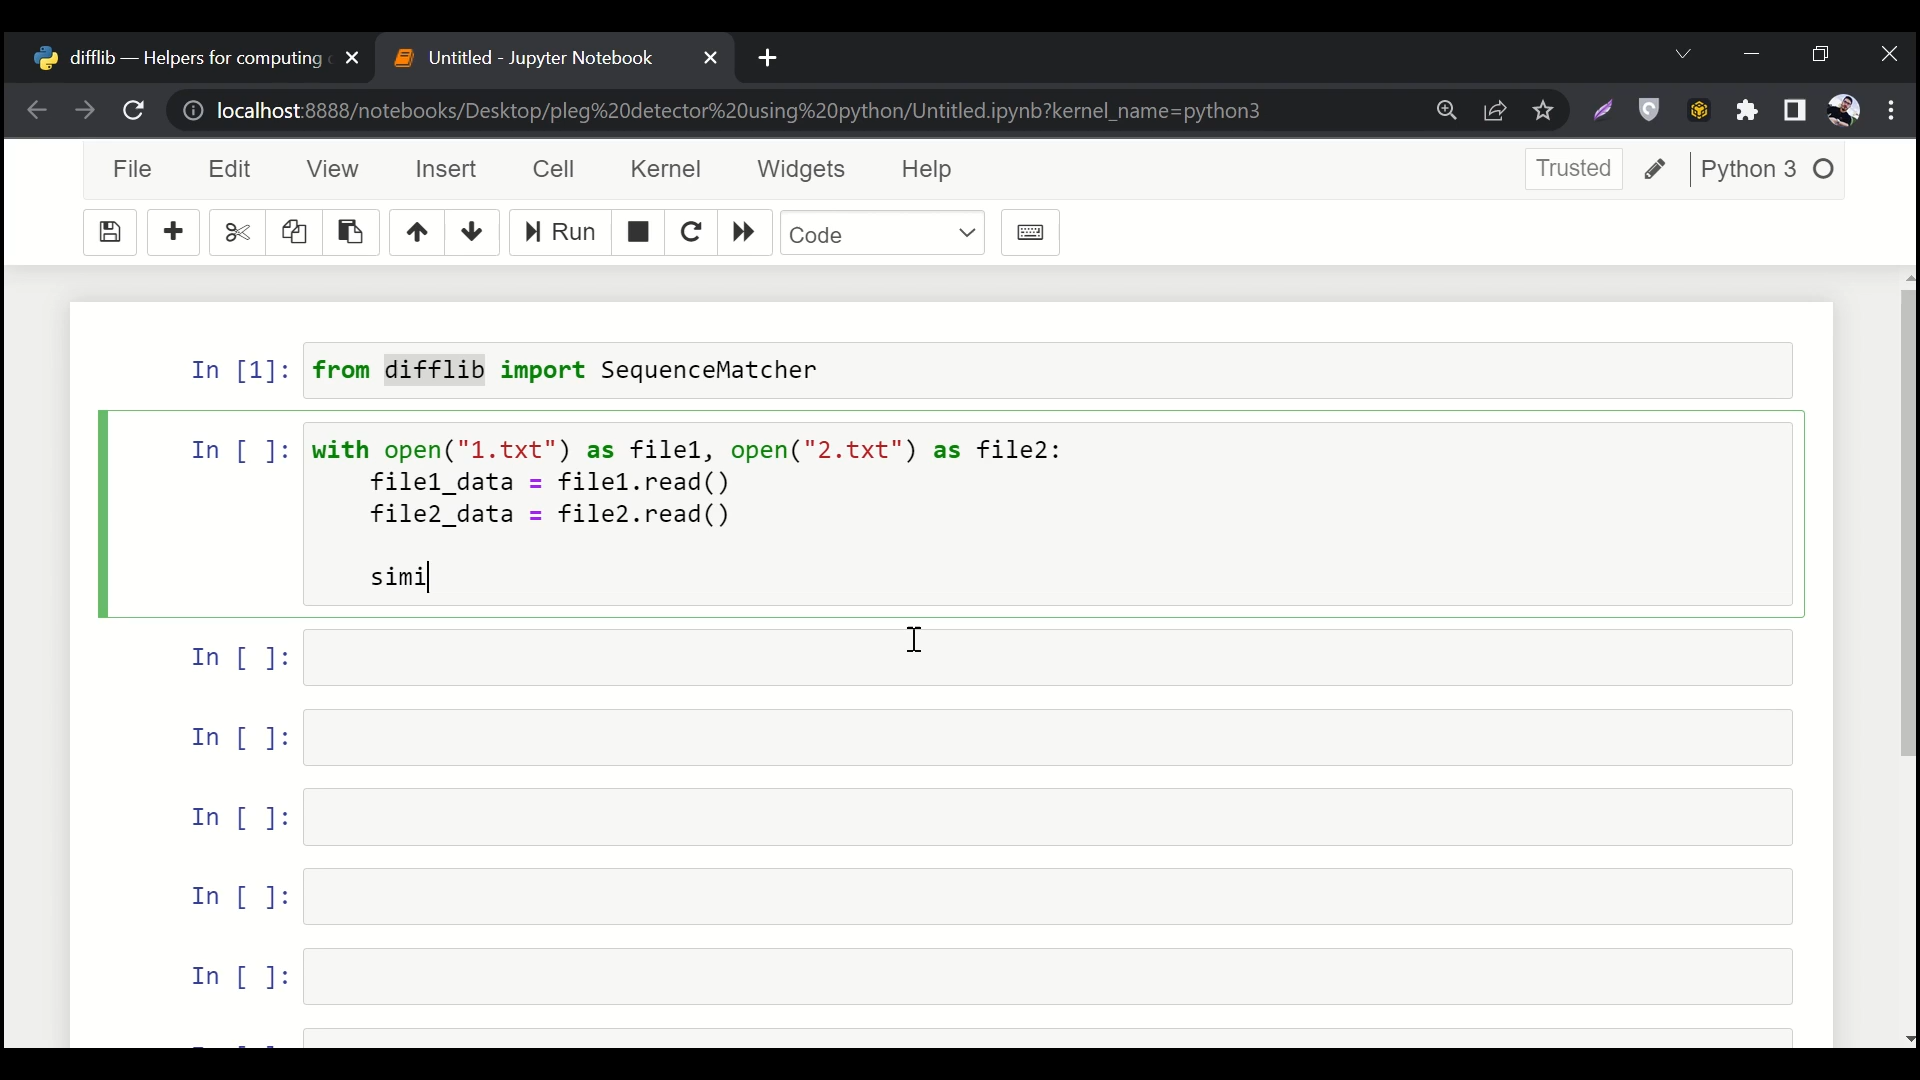 difflib — Helpers for computing
Untitled - Jupyter Notebook
localhost:8888/notebooks/Desktop/pleg%20detector%20using%20python/Untitled.ipynb?kernel_name=python3
File Edit View Insert Cell Kernel Widgets Help Trusted Python 3
Run Code
In [1]: from difflib import SequenceMatcher
In [ ]: with open("1.txt") as file1, open("2.txt") as file2:
file1_data = file1.read()
file2_data = file2.read()
simi
In [ ]:
In [ ]:
In [ ]:
In [ ]:
In [ ]: